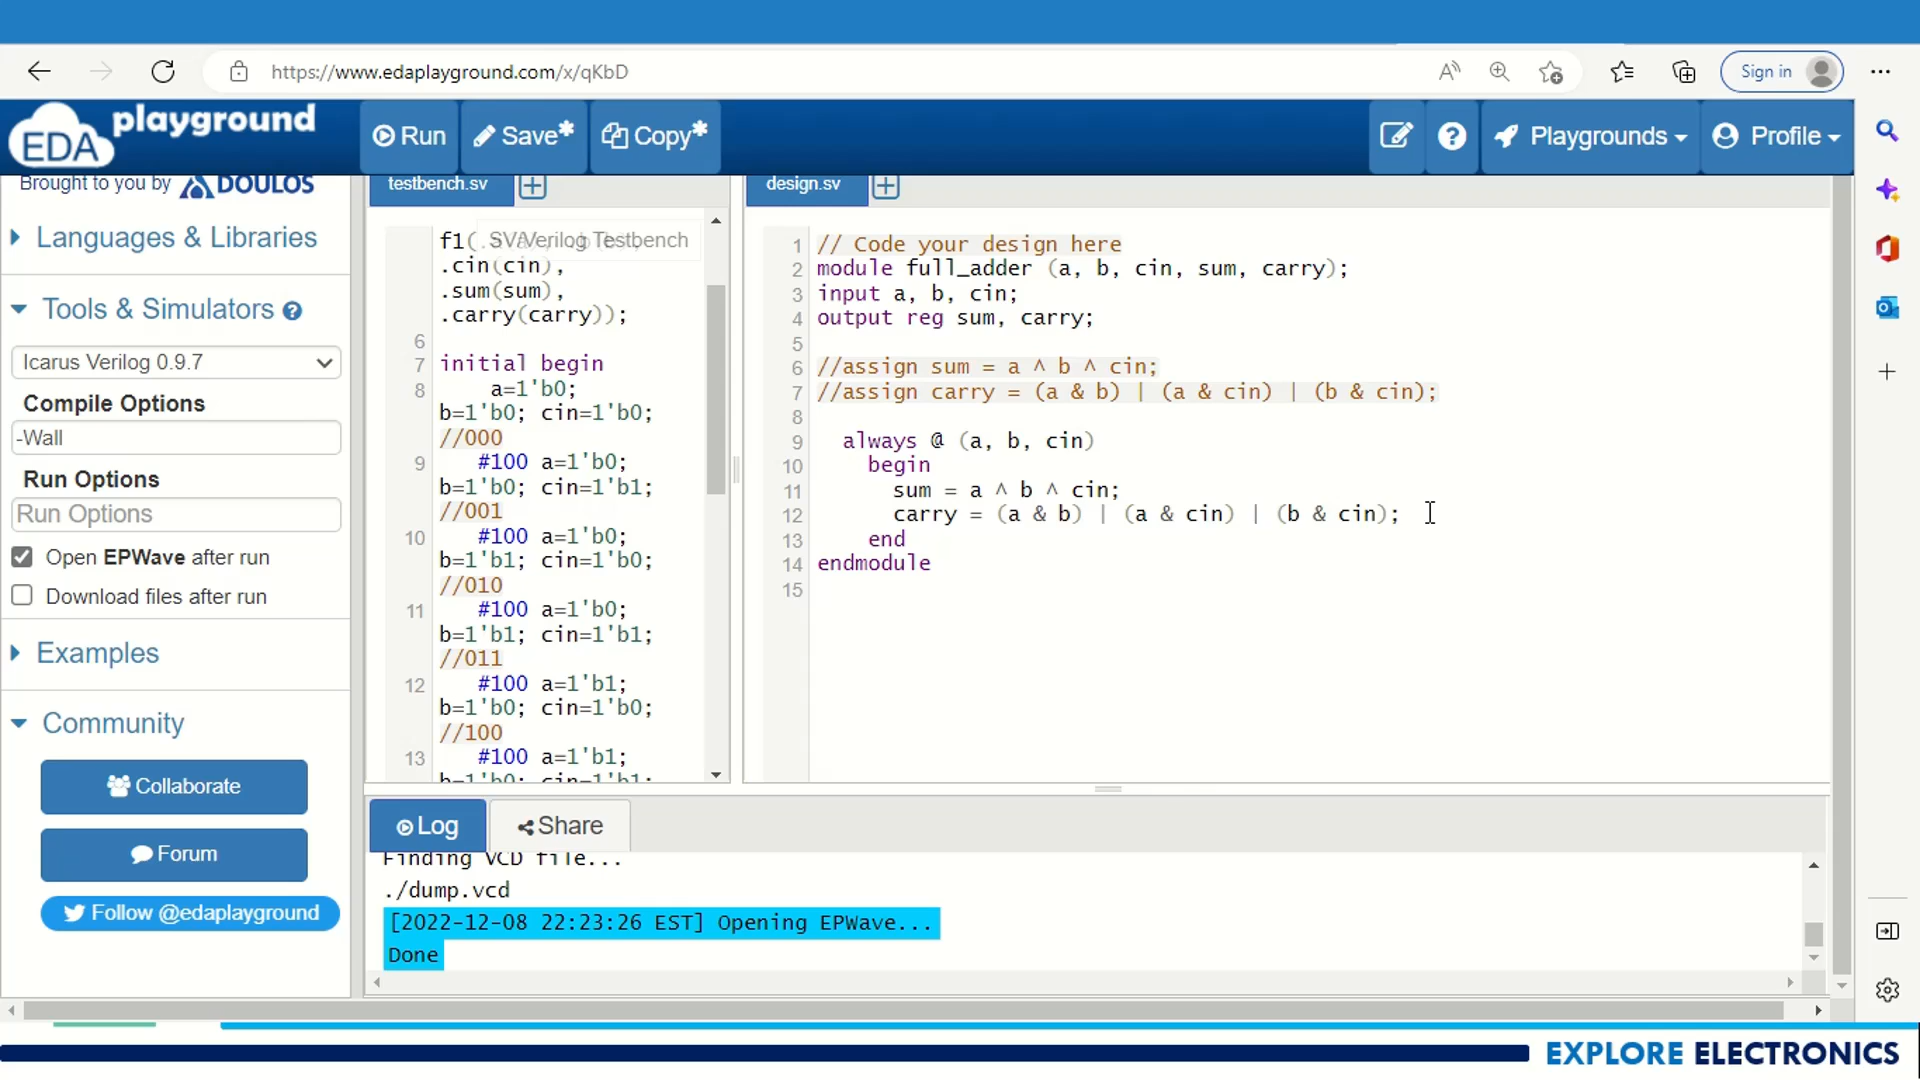 https://www.edaplayground.com/x/qKbD
Sign in
EDA playground
Run
Save*
Copy*
Playgrounds
Profile
Brought to you by DOULOS
Languages & Libraries
Tools & Simulators
Icarus Verilog 0.9.7
Compile Options
-Wall
Run Options
Run Options
Open EPWave after run
Download files after run
Examples
Community
Collaborate
Forum
Follow @edaplayground
testbench.sv
SV/Verilog Testbench
f1(
.cin(cin),
.sum(sum),
.carry(carry));
6
7 initial begin
8 a=1'b0;
b=1'b0; cin=1'b0;
//000
9 #100 a=1'b0;
b=1'b0; cin=1'b1;
//001
10 #100 a=1'b0;
b=1'b1; cin=1'b0;
//010
11 #100 a=1'b0;
b=1'b1; cin=1'b1;
//011
12 #100 a=1'b1;
b=1'b0; cin=1'b0;
//100
13 #100 a=1'b1;
b=1'b0; cin=1'b1;
design.sv
1 // Code your design here
2 module full_adder (a, b, cin, sum, carry);
3 input a, b, cin;
4 output reg sum, carry;
5
6 //assign sum = a ^ b ^ cin;
7 //assign carry = (a & b) | (a & cin) | (b & cin);
8
9 always @ (a, b, cin)
10 begin
11 sum = a ^ b ^ cin;
12 carry = (a & b) | (a & cin) | (b & cin);
13 end
14 endmodule
15
Log
Share
Finding VCD file...
./dump.vcd
[2022-12-08 22:23:26 EST] Opening EPWave...
Done
EXPLORE ELECTRONICS